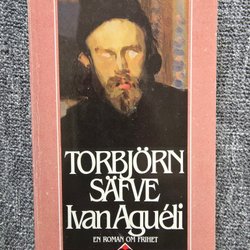 TORBJÖRN
SÄFVE
Ivan Aguéli
EN ROMAN OM FRIHET